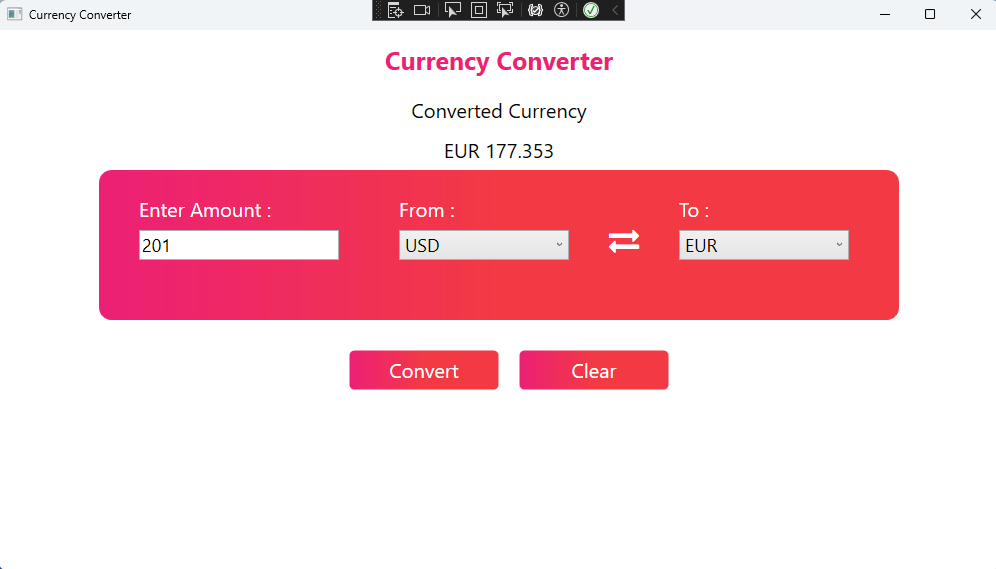 Currency Converter
Currency Converter
Converted Currency
EUR 177.353
Enter Amount : From : To :
201 USD EUR
Convert Clear